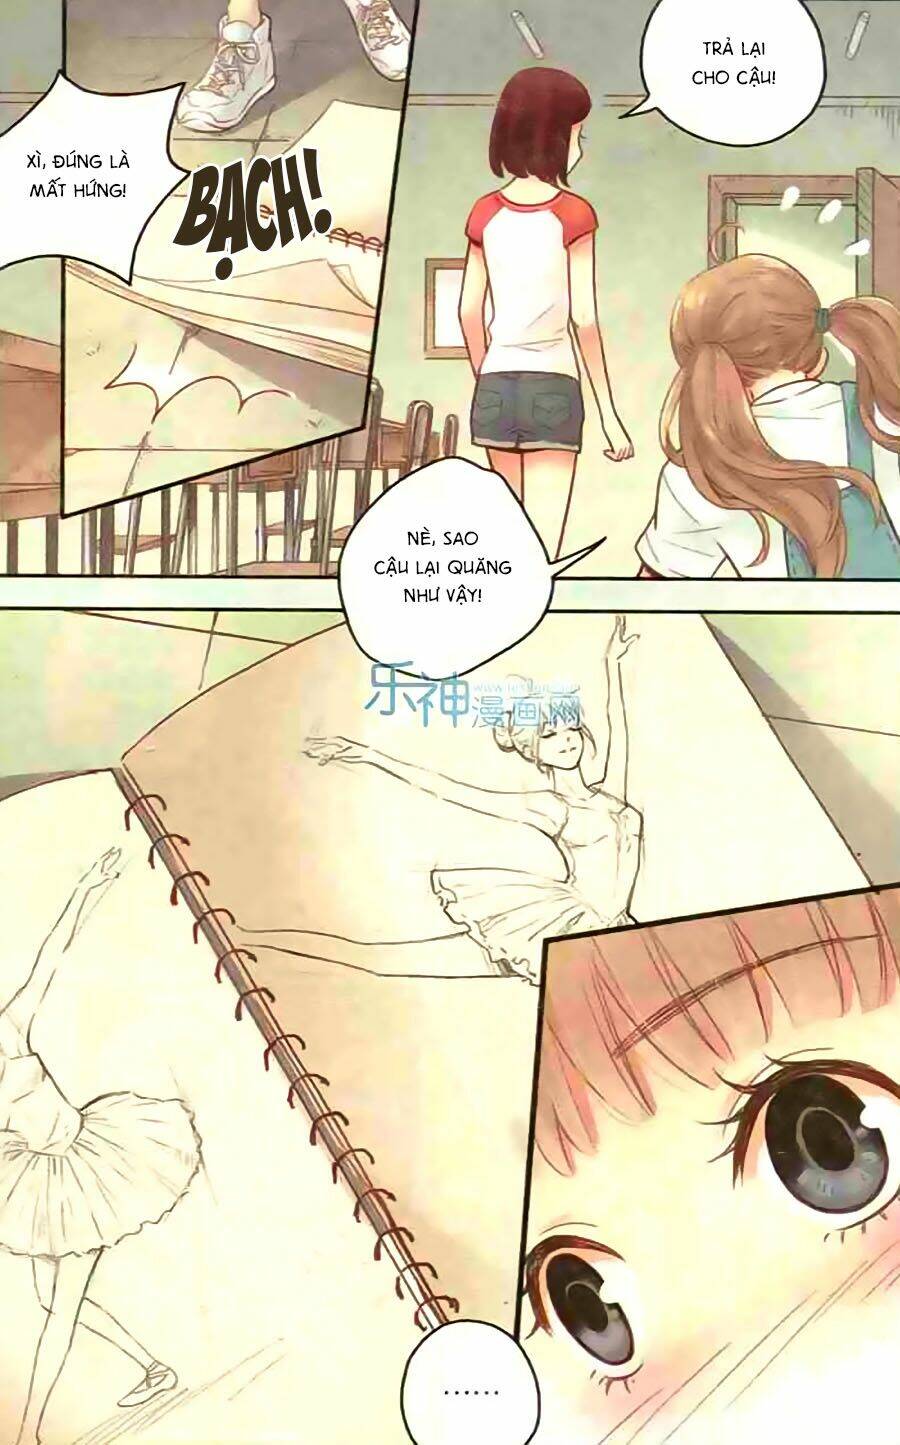 TRẢ LẠI
CHO CẬU!
XÌ, ĐÚNG LÀ
MẤT HỨNG!
BẠCH!
NÈ, SAO
CẬU LẠI QUĂNG
NHƯ VẬY!
乐神
漫画网
......